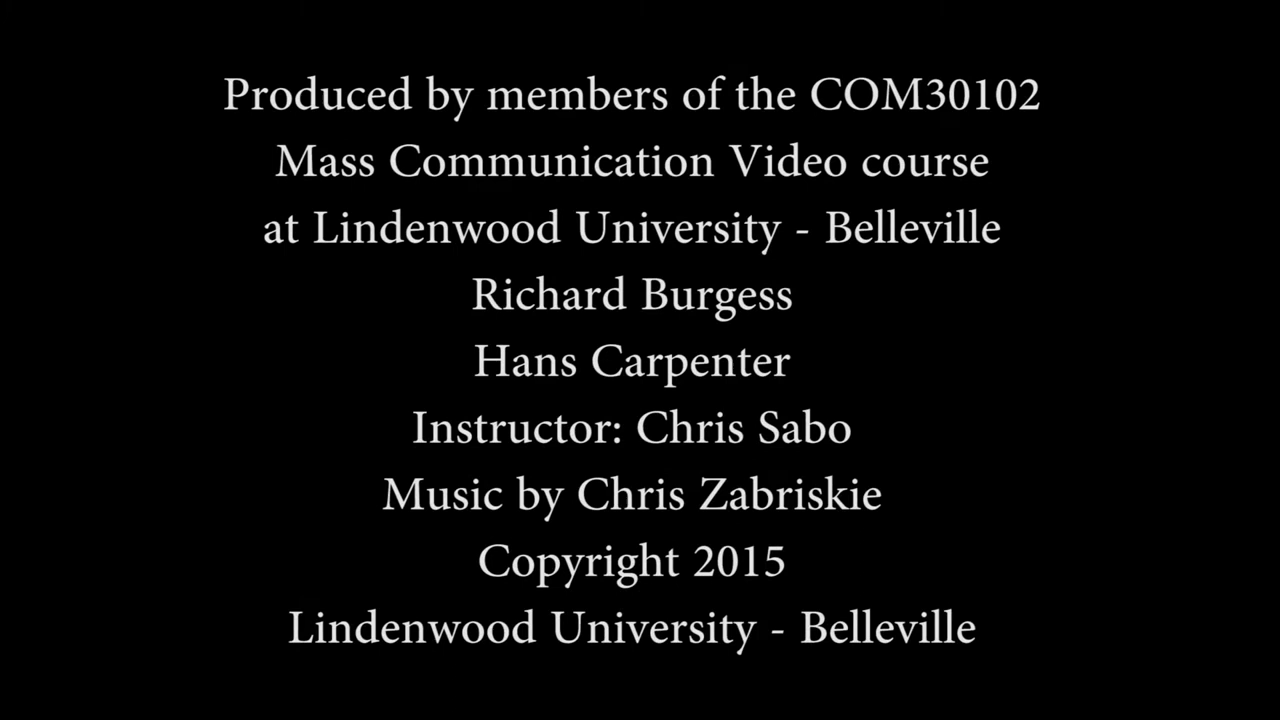 Produced by members of the COM30102
Mass Communication Video course
at Lindenwood University - Belleville
Richard Burgess
Hans Carpenter
Instructor: Chris Sabo
Music by Chris Zabriskie
Copyright 2015
Lindenwood University - Belleville